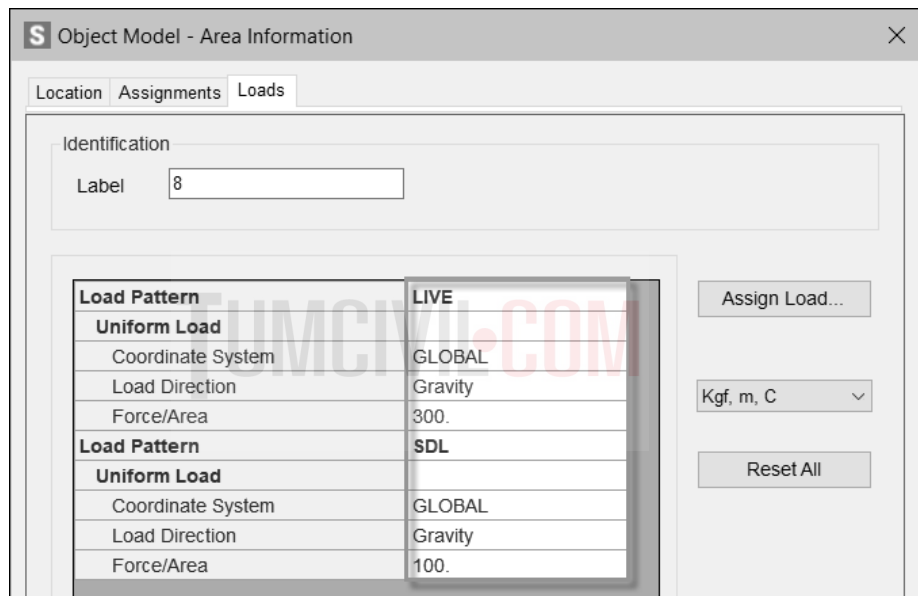 S Object Model - Area Information
Location Assignments Loads
Identification
Label 8
Load Pattern LIVE
Uniform Load
Coordinate System GLOBAL
Load Direction Gravity
Force/Area 300.
Load Pattern SDL
Uniform Load
Coordinate System GLOBAL
Load Direction Gravity
Force/Area 100.
Assign Load...
Kgf, m, C
Reset All
TUMCIVIL.COM